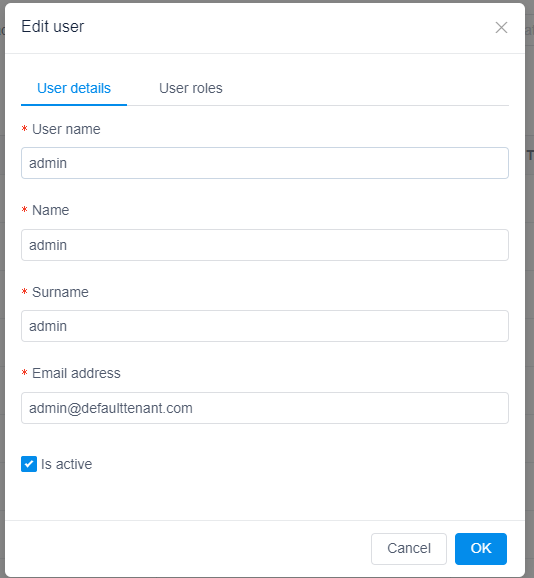 Edit user
User details
User roles
* User name
admin
* Name
admin
* Surname
admin
* Email address
admin@defaulttenant.com
Is active
Cancel
OK